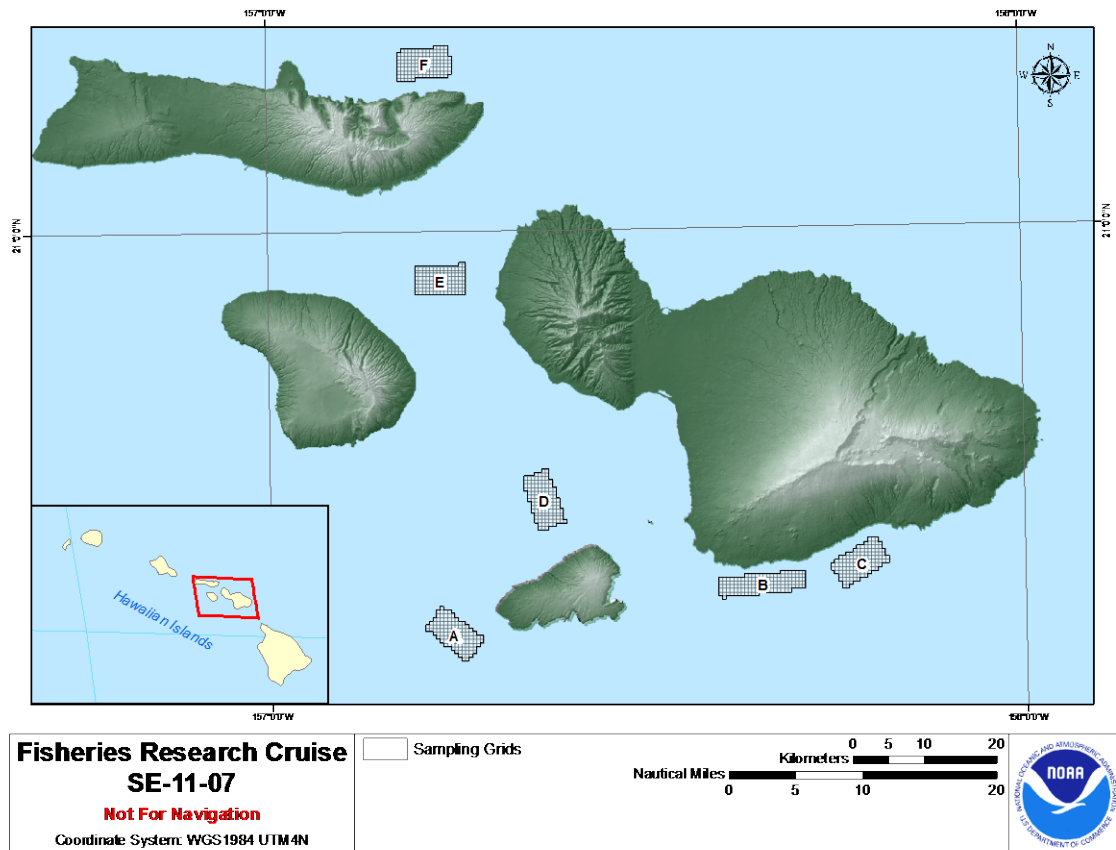 157°0'0"W
156°0'0"W
F
N
W E
S
21°0'0"N
21°0'0"N
E
D
C
B
A
Hawaiian Islands
157°0'0"W
156°0'0"W
Fisheries Research Cruise
SE-11-07
Not For Navigation
Coordinate System: WGS1984 UTM4N
Sampling Grids
0 5 10 20
Kilometers
Nautical Miles
0 5 10 20
NATIONAL OCEANIC AND ATMOSPHERIC ADMINISTRATION
NOAA
U.S. DEPARTMENT OF COMMERCE